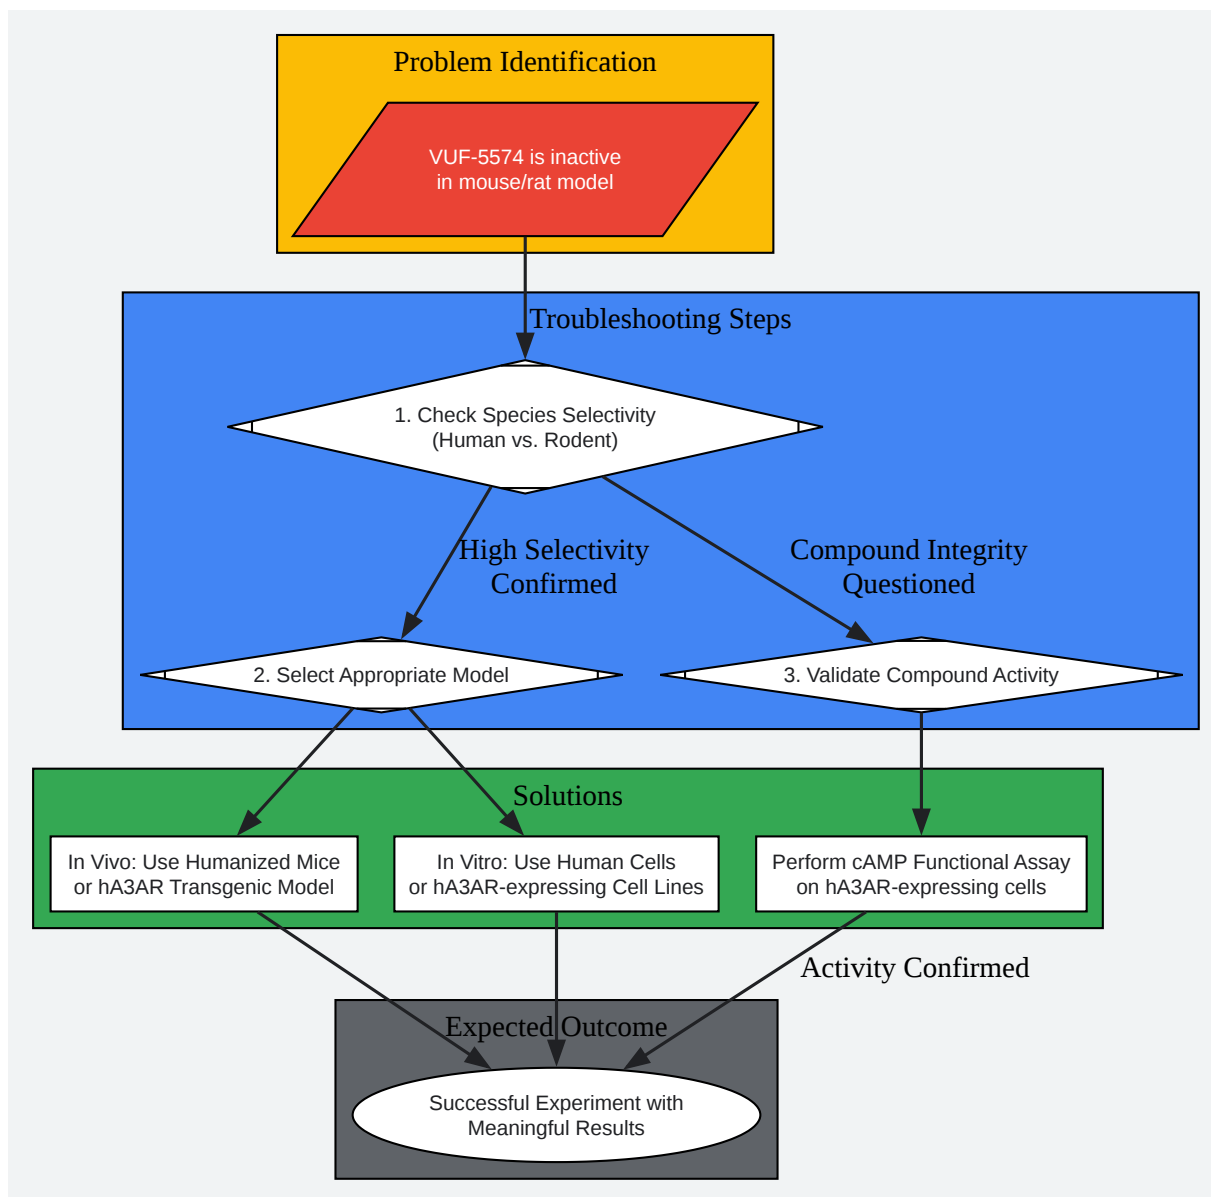 Problem Identification
VUF-5574 is inactive
in mouse/rat model
Troubleshooting Steps
1. Check Species Selectivity
(Human vs. Rodent)
High Selectivity
Confirmed
Compound Integrity
Questioned
2. Select Appropriate Model
3. Validate Compound Activity
Solutions
In Vivo: Use Humanized Mice
or hA3AR Transgenic Model
In Vitro: Use Human Cells
or hA3AR-expressing Cell Lines
Perform cAMP Functional Assay
on hA3AR-expressing cells
Activity Confirmed
Expected Outcome
Successful Experiment with
Meaningful Results